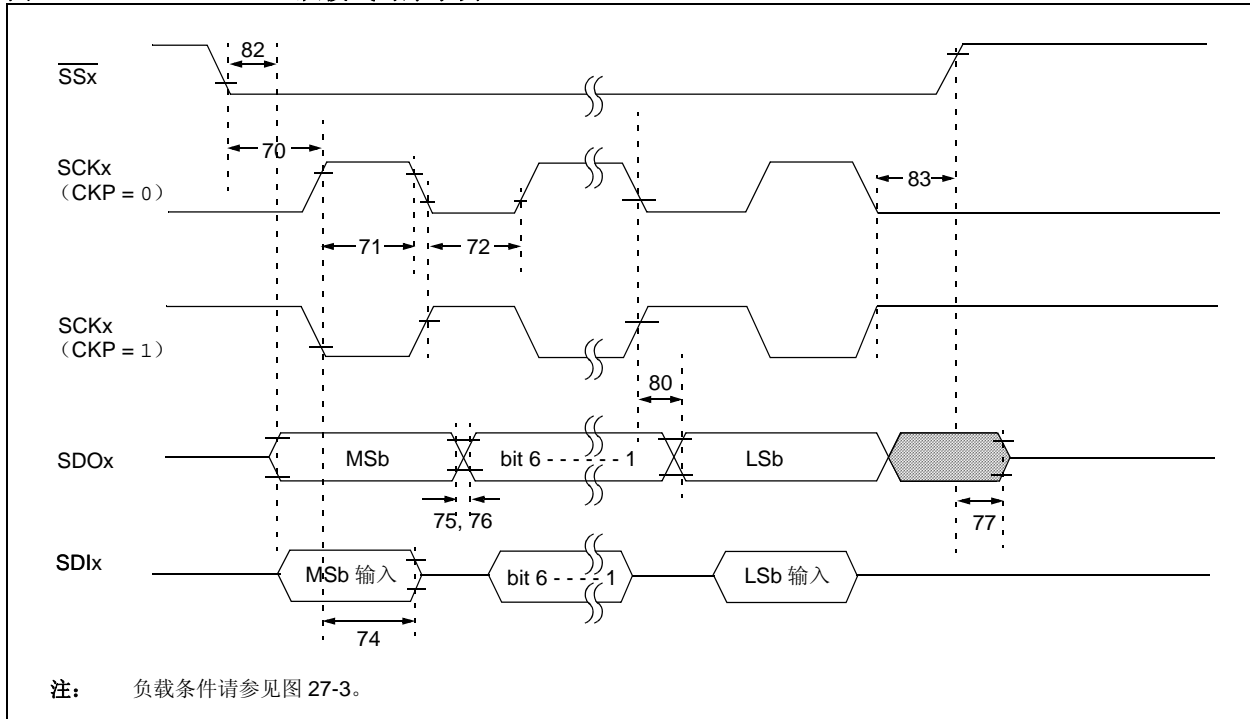 82
SSx
70
SCKx
（CKP = 0）
83
71
72
SCKx
（CKP = 1）
80
SDOx
MSb
bit 6 - - - - - - 1
LSb
75, 76
77
SDIx
MSb 输入
bit 6 - - - - 1
LSb 输入
74
注： 负载条件请参见图 27-3。